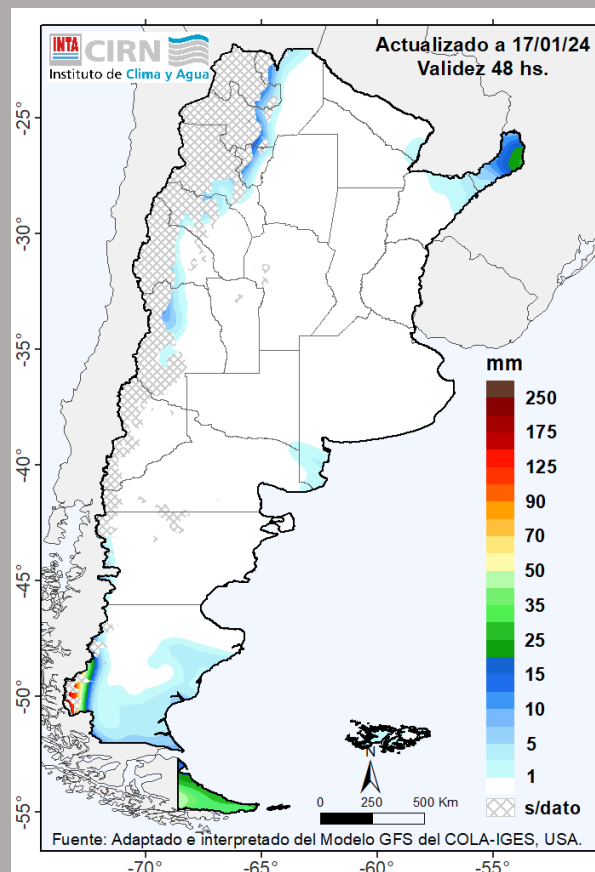 INTA CIRN
Instituto de Clima y Agua
Actualizado a 17/01/24
Validez 48 hs.
-25°
-30°
-35°
-40°
-45°
-50°
-55°
mm
250
175
125
90
70
50
35
25
15
10
5
1
s/dato
N
0 250 500 Km
Fuente: Adaptado e interpretado del Modelo GFS del COLA-IGES, USA.
-70° -65° -60° -55°